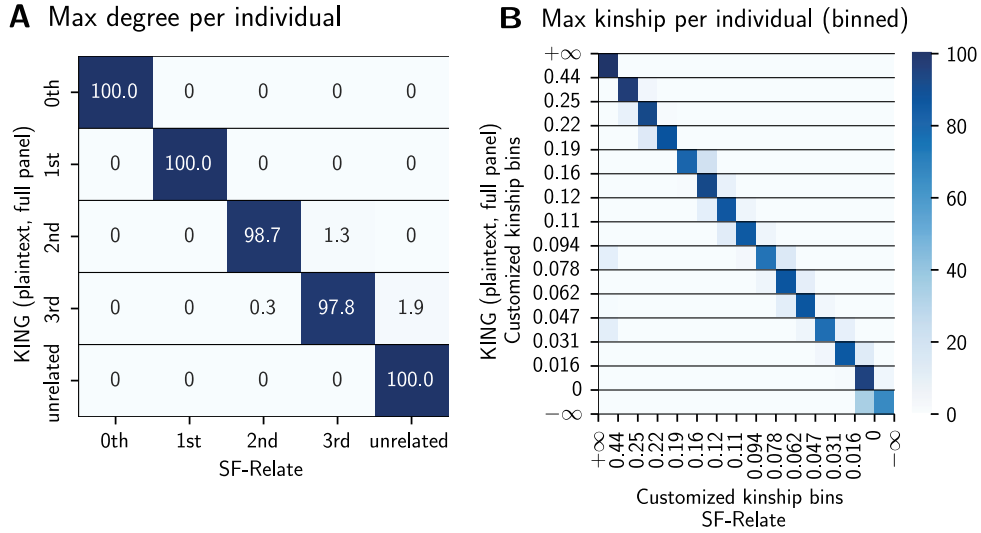 A Max degree per individual
KING (plaintext, full panel)
0th
1st
2nd
3rd
unrelated
100.0 0 0 0 0
0 100.0 0 0 0
0 0 98.7 1.3 0
0 0 0.3 97.8 1.9
0 0 0 0 100.0
0th 1st 2nd 3rd unrelated
SF-Relate
B Max kinship per individual (binned)
KING (plaintext, full panel)
Customized kinship bins
+∞
0.44
0.25
0.22
0.19
0.16
0.12
0.11
0.094
0.078
0.062
0.047
0.031
0.016
0
−∞
+∞ 0.44 0.25 0.22 0.19 0.16 0.12 0.11 0.094 0.078 0.062 0.047 0.031 0.016 0 −∞
Customized kinship bins
SF-Relate
100
80
60
40
20
0